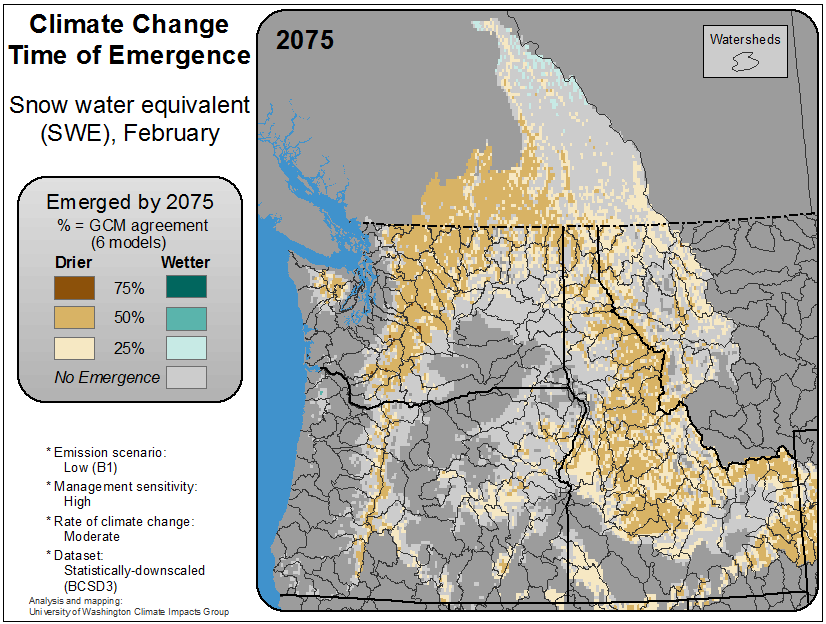 Climate Change
Time of Emergence
Snow water equivalent
(SWE), February
Emerged by 2075
% = GCM agreement
(6 models)
Drier Wetter
75%
50%
25%
No Emergence
* Emission scenario:
Low (B1)
* Management sensitivity:
High
* Rate of climate change:
Moderate
* Dataset:
Statistically-downscaled
(BCSD3)
Analysis and mapping:
University of Washington Climate Impacts Group
2075
Watersheds